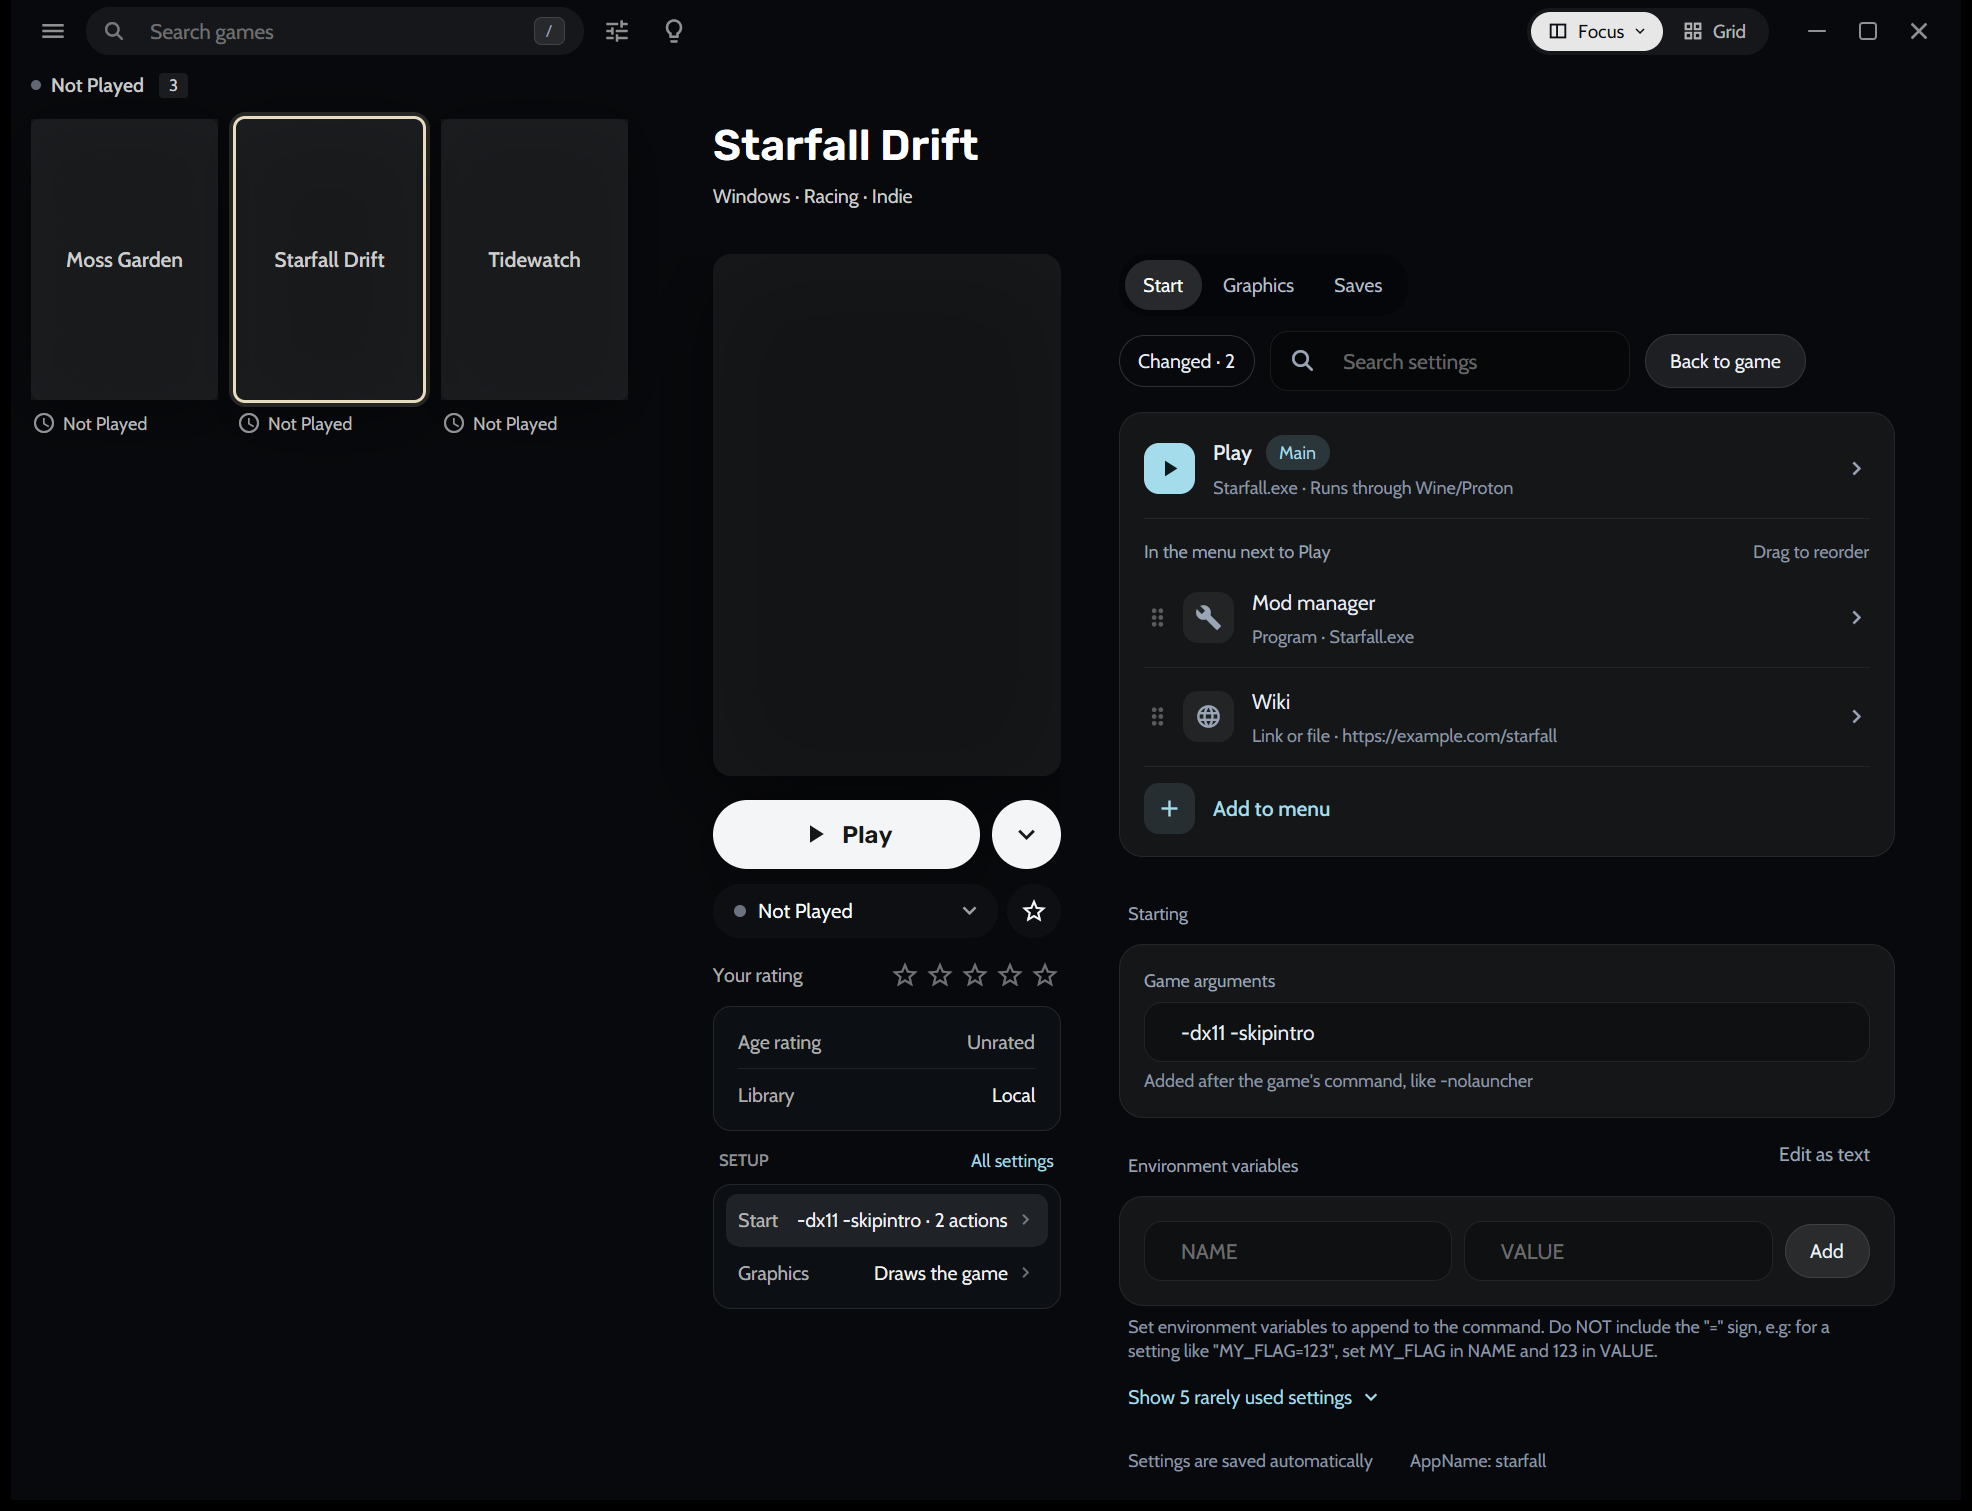 Search games
/
Focus
Grid
Not Played 3
Moss Garden
Starfall Drift
Tidewatch
Not Played
Not Played
Not Played
Starfall Drift
Windows · Racing · Indie
Play
Not Played
Your rating
Age rating Unrated
Library Local
SETUP All settings
Start -dx11 -skipintro · 2 actions
Graphics Draws the game
Start
Graphics
Saves
Changed · 2
Search settings
Back to game
Play Main
Starfall.exe · Runs through Wine/Proton
In the menu next to Play Drag to reorder
Mod manager
Program · Starfall.exe
Wiki
Link or file · https://example.com/starfall
Add to menu
Starting
Game arguments
-dx11 -skipintro
Added after the game's command, like -nolauncher
Environment variables Edit as text
NAME VALUE Add
Set environment variables to append to the command. Do NOT include the "=" sign, e.g: for a
setting like "MY_FLAG=123", set MY_FLAG in NAME and 123 in VALUE.
Show 5 rarely used settings
Settings are saved automatically AppName: starfall